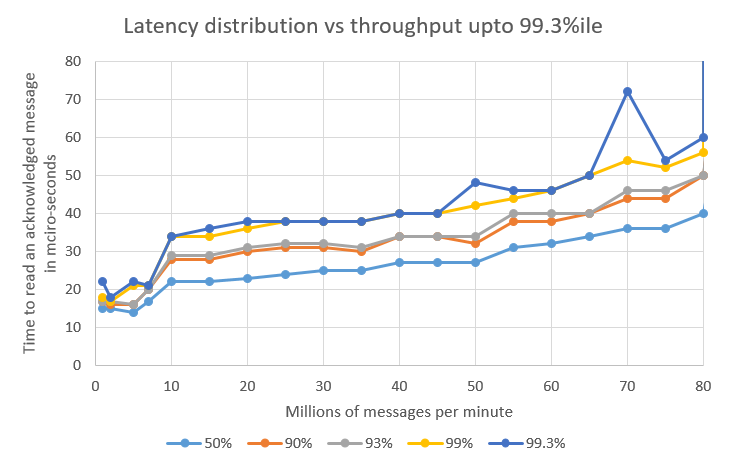 Latency distribution vs throughput upto 99.3%ile
Time to read an acknowledged message
in mciro-seconds
80
70
60
50
40
30
20
10
0
0 10 20 30 40 50 60 70 80
Millions of messages per minute
50% 90% 93% 99% 99.3%